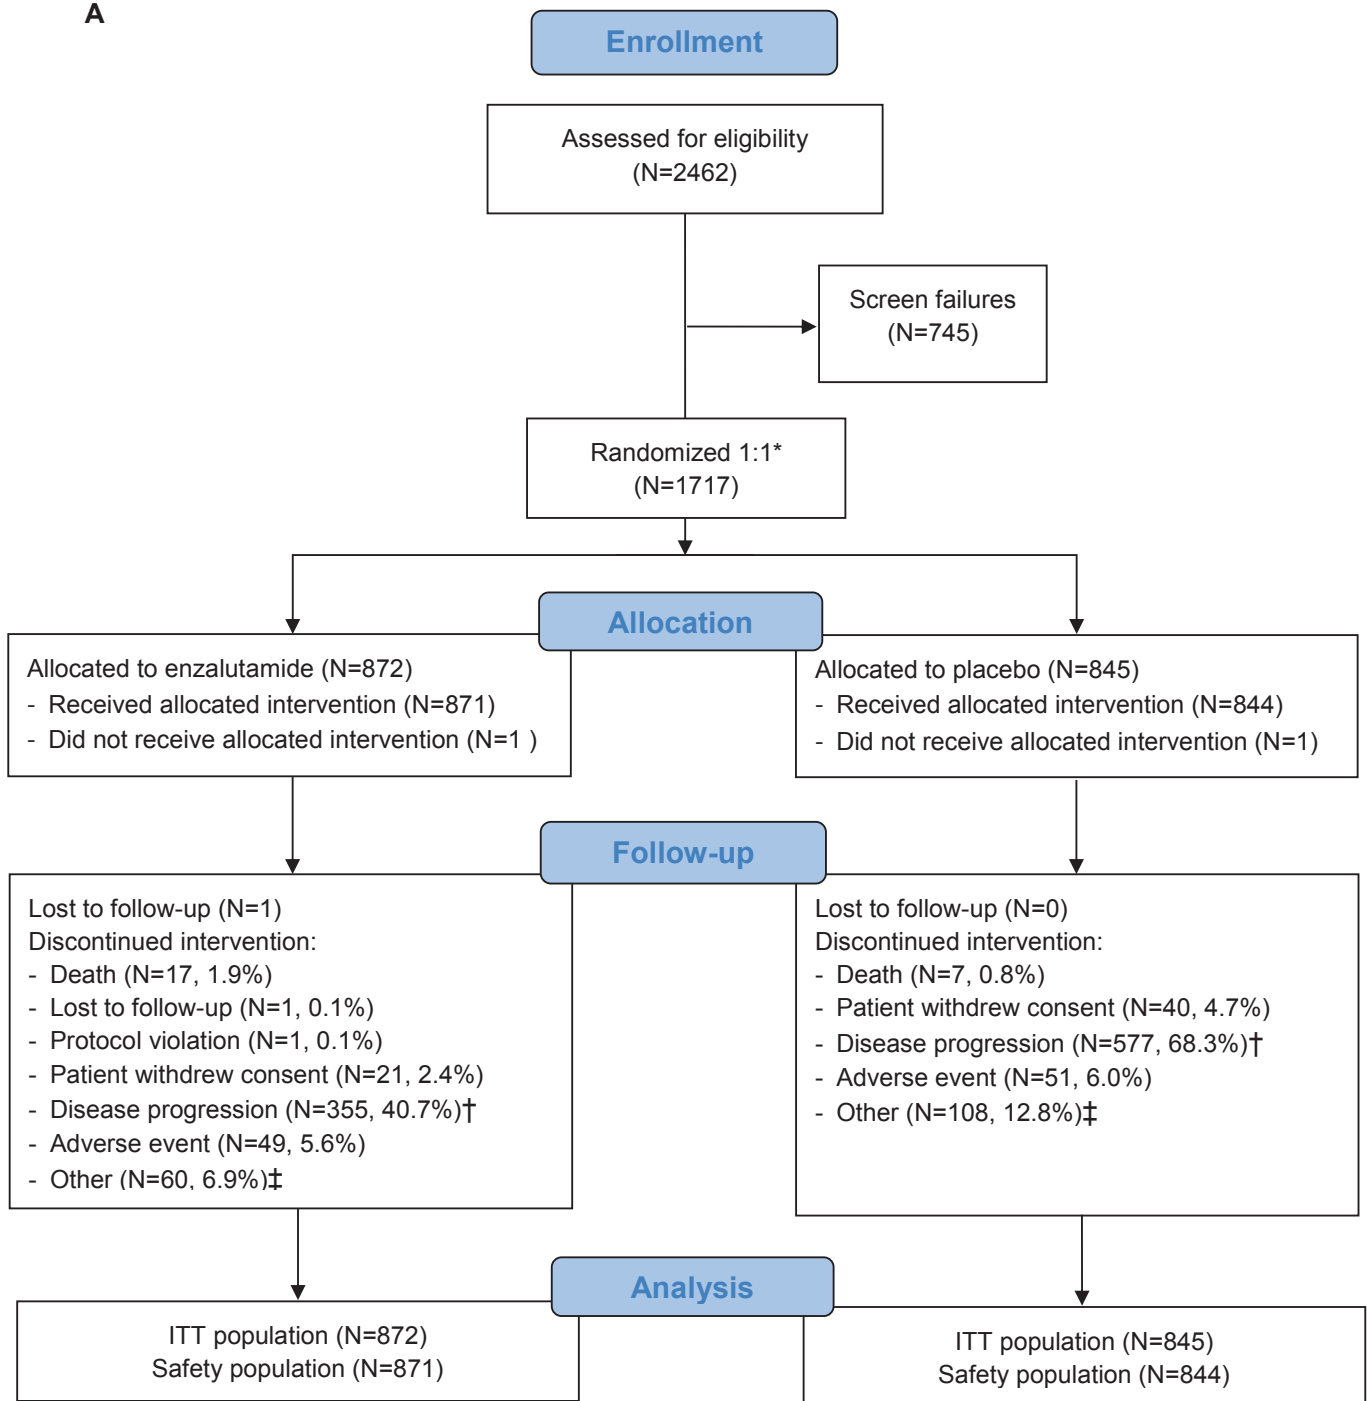 A
Enrollment
Assessed for eligibility
(N=2462)
Screen failures
(N=745)
Randomized 1:1*
(N=1717)
Allocation
Allocated to enzalutamide (N=872)
- Received allocated intervention (N=871)
- Did not receive allocated intervention (N=1 )
Allocated to placebo (N=845)
- Received allocated intervention (N=844)
- Did not receive allocated intervention (N=1)
Follow-up
Lost to follow-up (N=1)
Discontinued intervention:
- Death (N=17, 1.9%)
- Lost to follow-up (N=1, 0.1%)
- Protocol violation (N=1, 0.1%)
- Patient withdrew consent (N=21, 2.4%)
- Disease progression (N=355, 40.7%)†
- Adverse event (N=49, 5.6%)
- Other (N=60, 6.9%)‡
Lost to follow-up (N=0)
Discontinued intervention:
- Death (N=7, 0.8%)
- Patient withdrew consent (N=40, 4.7%)
- Disease progression (N=577, 68.3%)†
- Adverse event (N=51, 6.0%)
- Other (N=108, 12.8%)‡
Analysis
ITT population (N=872)
Safety population (N=871)
ITT population (N=845)
Safety population (N=844)